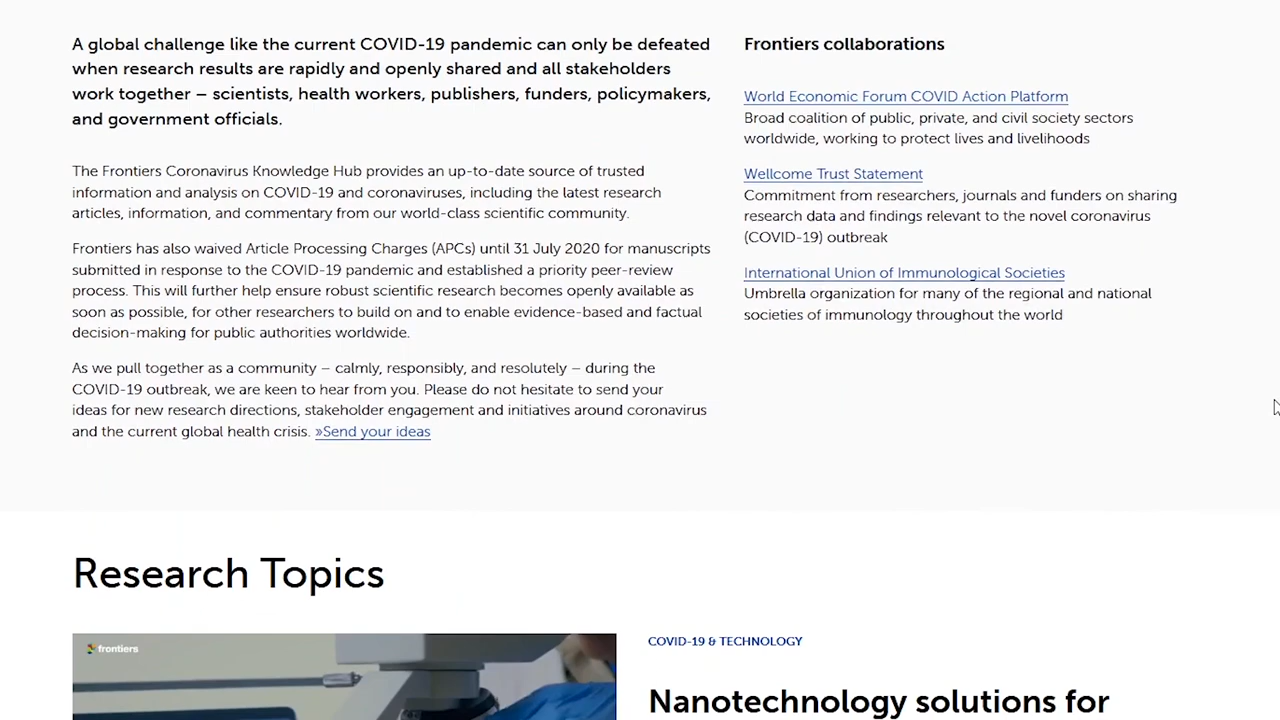 A global challenge like the current COVID-19 pandemic can only be defeated
when research results are rapidly and openly shared and all stakeholders
work together – scientists, health workers, publishers, funders, policymakers,
and government officials.
The Frontiers Coronavirus Knowledge Hub provides an up-to-date source of trusted
information and analysis on COVID-19 and coronaviruses, including the latest research
articles, information, and commentary from our world-class scientific community.
Frontiers has also waived Article Processing Charges (APCs) until 31 July 2020 for manuscripts
submitted in response to the COVID-19 pandemic and established a priority peer-review
process. This will further help ensure robust scientific research becomes openly available as
soon as possible, for other researchers to build on and to enable evidence-based and factual
decision-making for public authorities worldwide.
As we pull together as a community – calmly, responsibly, and resolutely – during the
COVID-19 outbreak, we are keen to hear from you. Please do not hesitate to send your
ideas for new research directions, stakeholder engagement and initiatives around coronavirus
and the current global health crisis. »Send your ideas
Frontiers collaborations
World Economic Forum COVID Action Platform
Broad coalition of public, private, and civil society sectors
worldwide, working to protect lives and livelihoods
Wellcome Trust Statement
Commitment from researchers, journals and funders on sharing
research data and findings relevant to the novel coronavirus
(COVID-19) outbreak
International Union of Immunological Societies
Umbrella organization for many of the regional and national
societies of immunology throughout the world
Research Topics
frontiers
COVID-19 & TECHNOLOGY
Nanotechnology solutions for